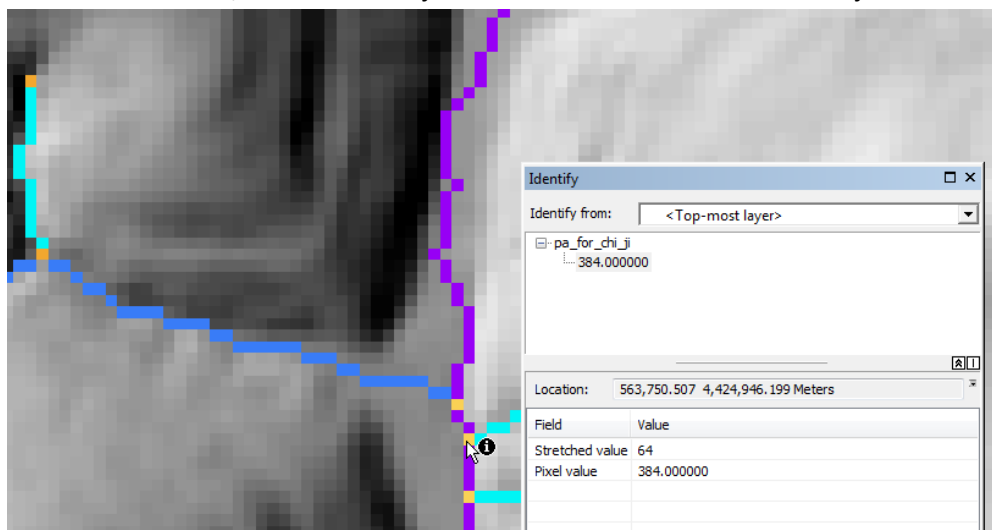 Identify
Identify from: <Top-most layer>
pa_for_chi_ji
384.000000
Location: 563,750.507 4,424,946.199 Meters
Field Value
Stretched value 64
Pixel value 384.000000